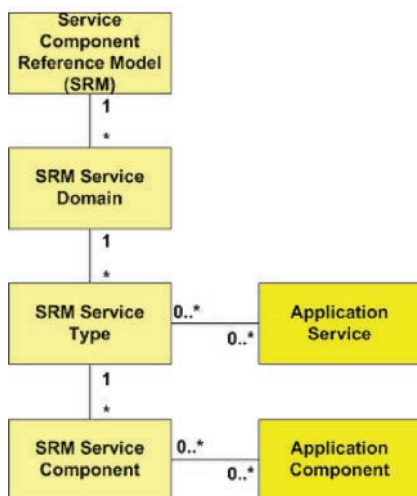 Service
Component
Reference Model
(SRM)
1
*
SRM Service
Domain
1
*
SRM Service
Type
0..*
0..*
Application
Service
1
*
SRM Service
Component
0..*
0..*
Application
Component